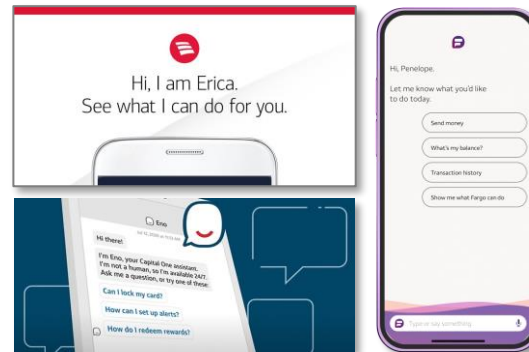 Hi, I am Erica.
See what I can do for you.
Eno
Hi there!
I'm Eno, your Capital One assistant.
I'm not a human, so I'm available 24/7.
Ask me a question, or try one of these:
Can I lock my card?
How can I set up alerts?
How do I redeem rewards?
Hi, Penelope.
Let me know what you'd like
to do today.
Send money
What's my balance?
Transaction history
Show me what Fargo can do
Type or say something